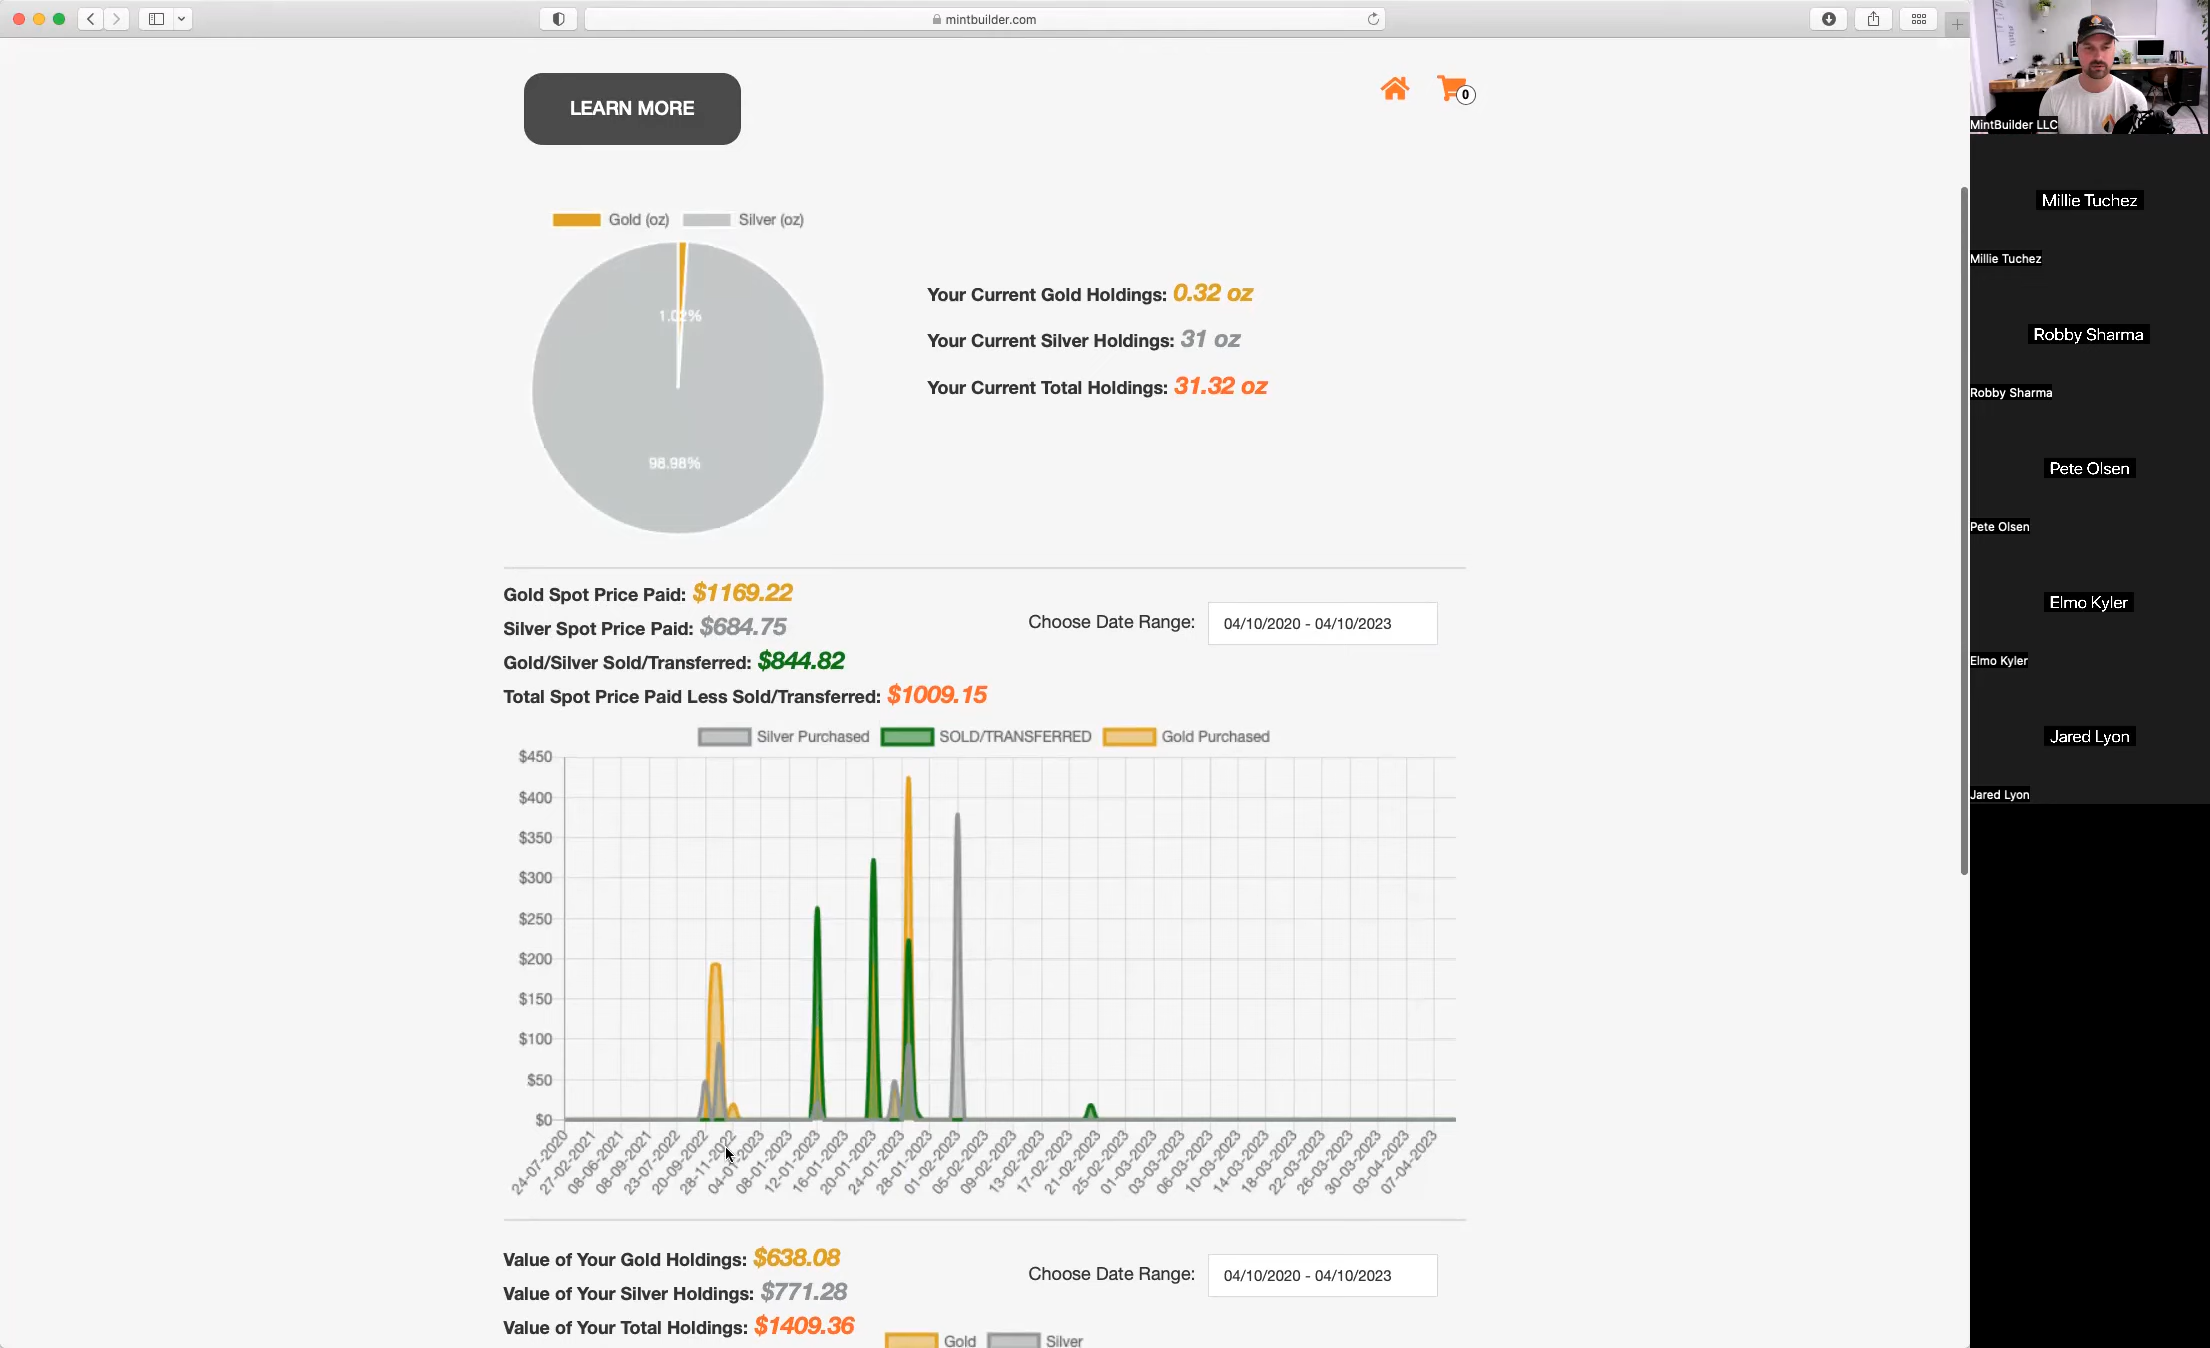 mintbuilder.com
LEARN MORE
0
Gold (oz) Silver (oz)
1.02%
98.98%
Your Current Gold Holdings: 0.32 oz
Your Current Silver Holdings: 31 oz
Your Current Total Holdings: 31.32 oz
Gold Spot Price Paid: $1169.22
Silver Spot Price Paid: $684.75
Gold/Silver Sold/Transferred: $844.82
Total Spot Price Paid Less Sold/Transferred: $1009.15
Choose Date Range: 04/10/2020 - 04/10/2023
Silver Purchased SOLD/TRANSFERRED Gold Purchased
$450
$400
$350
$300
$250
$200
$150
$100
$50
$0
24-07-2020
27-02-2021
08-06-2021
08-09-2021
23-07-2022
20-09-2022
28-11-2022
04-01-2023
08-01-2023
12-01-2023
16-01-2023
20-01-2023
24-01-2023
28-01-2023
01-02-2023
05-02-2023
09-02-2023
13-02-2023
17-02-2023
21-02-2023
25-02-2023
01-03-2023
03-03-2023
06-03-2023
10-03-2023
14-03-2023
18-03-2023
22-03-2023
26-03-2023
30-03-2023
03-04-2023
07-04-2023
Value of Your Gold Holdings: $638.08
Value of Your Silver Holdings: $771.28
Value of Your Total Holdings: $1409.36
Choose Date Range: 04/10/2020 - 04/10/2023
Gold Silver
MintBuilder LLC
Millie Tuchez
Millie Tuchez
Robby Sharma
Robby Sharma
Pete Olsen
Pete Olsen
Elmo Kyler
Elmo Kyler
Jared Lyon
Jared Lyon